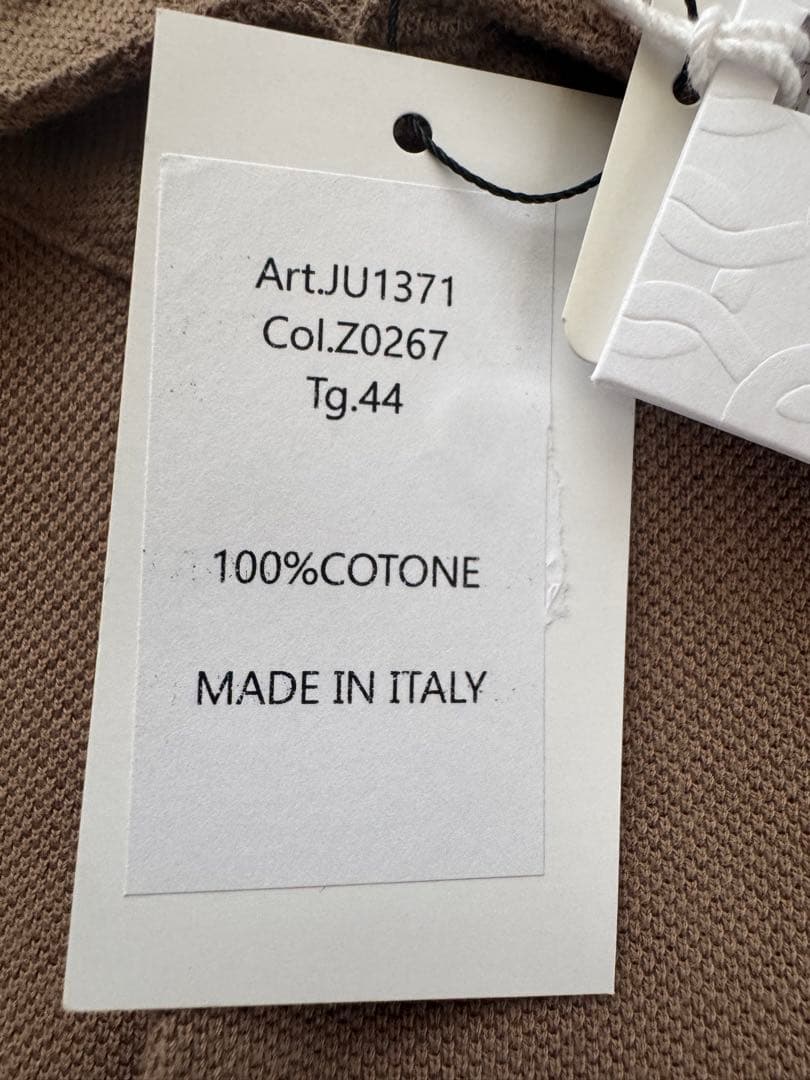 Art.JU1371
Col.Z0267
Tg.44
100%COTONE
MADE IN ITALY